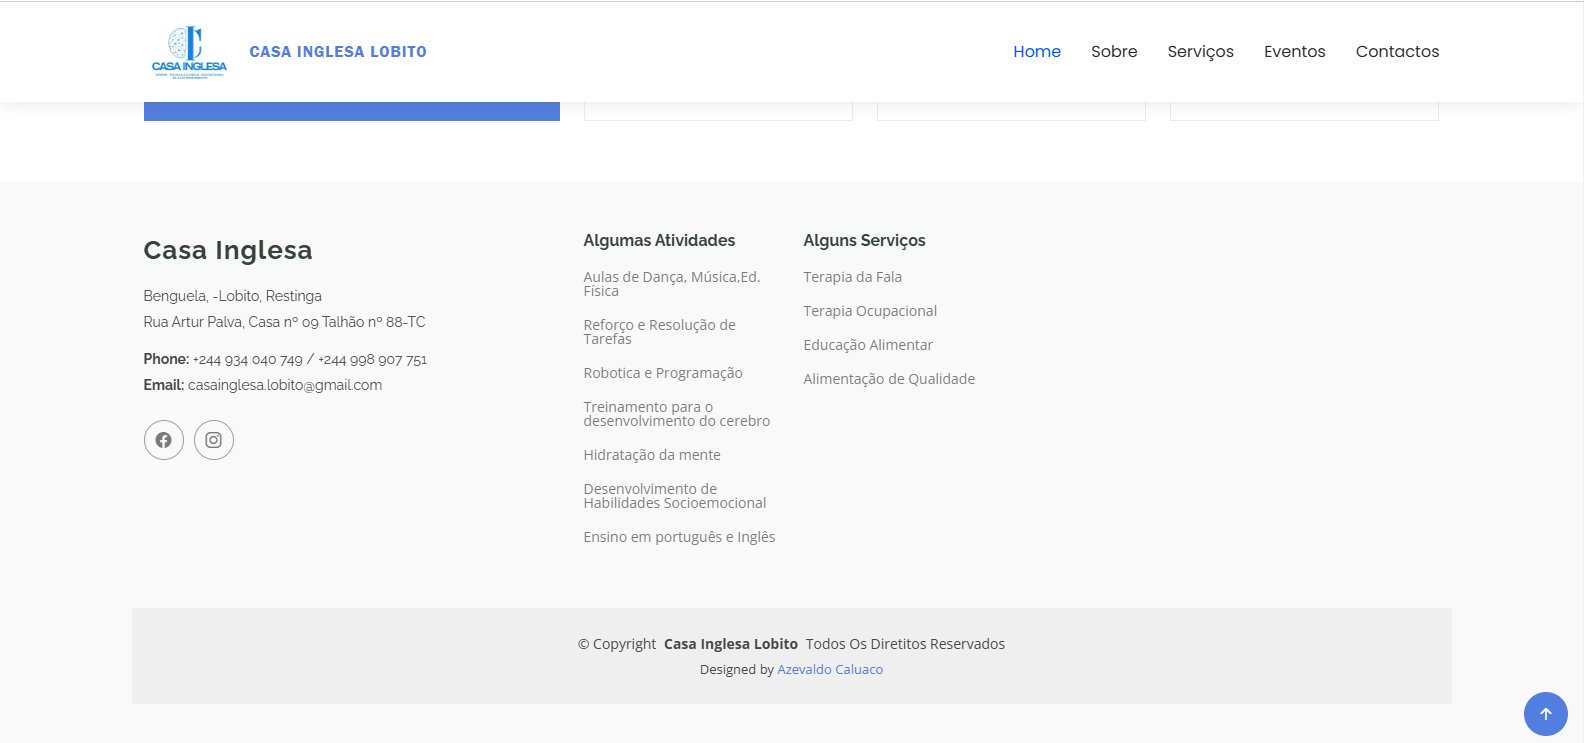 CASA INGLESA
CASA INGLESA LOBITO
Home
Sobre
Serviços
Eventos
Contactos
Casa Inglesa
Benguela, -Lobito, Restinga
Rua Artur Palva, Casa nº 09 Talhão nº 88-TC
Phone: +244 934 040 749 / +244 998 907 751
Email: casainglesa.lobito@gmail.com
Algumas Atividades
Aulas de Dança, Música,Ed.
Física
Reforço e Resolução de
Tarefas
Robotica e Programação
Treinamento para o
desenvolvimento do cerebro
Hidratação da mente
Desenvolvimento de
Habilidades Socioemocional
Ensino em português e Inglês
Alguns Serviços
Terapia da Fala
Terapia Ocupacional
Educação Alimentar
Alimentação de Qualidade
© Copyright Casa Inglesa Lobito Todos Os Diretitos Reservados
Designed by Azevaldo Caluaco